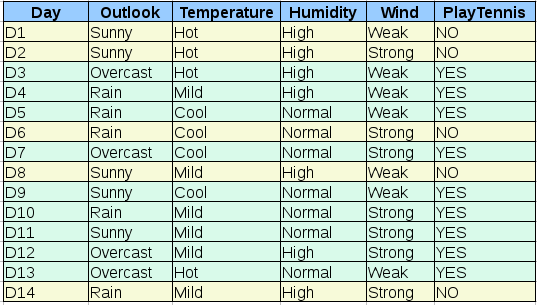 Day Outlook Temperature Humidity Wind PlayTennis
D1 Sunny Hot High Weak NO
D2 Sunny Hot High Strong NO
D3 Overcast Hot High Weak YES
D4 Rain Mild High Weak YES
D5 Rain Cool Normal Weak YES
D6 Rain Cool Normal Strong NO
D7 Overcast Cool Normal Strong YES
D8 Sunny Mild High Weak NO
D9 Sunny Cool Normal Weak YES
D10 Rain Mild Normal Strong YES
D11 Sunny Mild Normal Strong YES
D12 Overcast Mild High Strong YES
D13 Overcast Hot Normal Weak YES
D14 Rain Mild High Strong NO